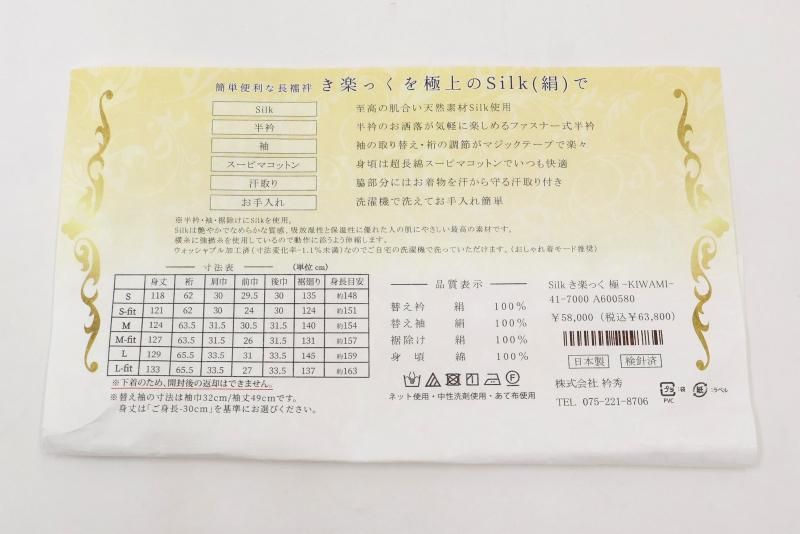 簡単便利な長襦袢 き楽っくを極上のSilk(絹)で
Silk 至高の肌合い天然素材Silk使用
半衿 半衿のお洒落が気軽に楽しめるファスナー式半衿
袖 袖の取り替え・裄の調節がマジックテープで楽々
スーピマコットン 身頃は超長綿スーピマコットンでいつも快適
汗取り 脇部分にはお着物を汗から守る汗取り付き
お手入れ 洗濯機で洗えてお手入れ簡単
※半衿・袖・裾除けにSilkを使用。
Silkは艶やかでなめらかな質感、吸放湿性と保温性に優れた人の肌にやさしい最高の素材です。
横糸に強撚糸を使用しているので動作に添うよう伸縮します。
ウォッシャブル加工済(寸法変化率-1.1%未満)なのでご自宅の洗濯機で洗っていただけます。(おしゃれ着モード推奨)
寸法表 (単位cm)
身丈 裄 肩巾 前巾 後巾 裾廻り 身長目安
S 118 62 30 29.5 30 135 約148
S-fit 121 62 30 24 30 124 約151
M 124 63.5 31.5 30.5 31.5 140 約154
M-fit 127 63.5 31.5 26 31.5 131 約157
L 129 65.5 33.5 31 33.5 145 約159
L-fit 133 65.5 33.5 27 33.5 137 約163
※下着のため、開封後の返却はできません。
※替え袖の寸法は袖巾32cm/袖丈49cmです。
身丈は「ご身長-30cm」を基準にお選びください。
品質表示
替え衿 絹 100%
替え袖 絹 100%
裾除け 絹 100%
身頃 綿 100%
ネット使用・中性洗剤使用・あて布使用
Silk き楽っく 極 -KIWAMI-
41-7000 A600580
¥58,000 (税込¥63,800)
日本製 検針済
株式会社 衿秀
TEL 075-221-8706
プラ :袋 PVC
紙 :ラベル